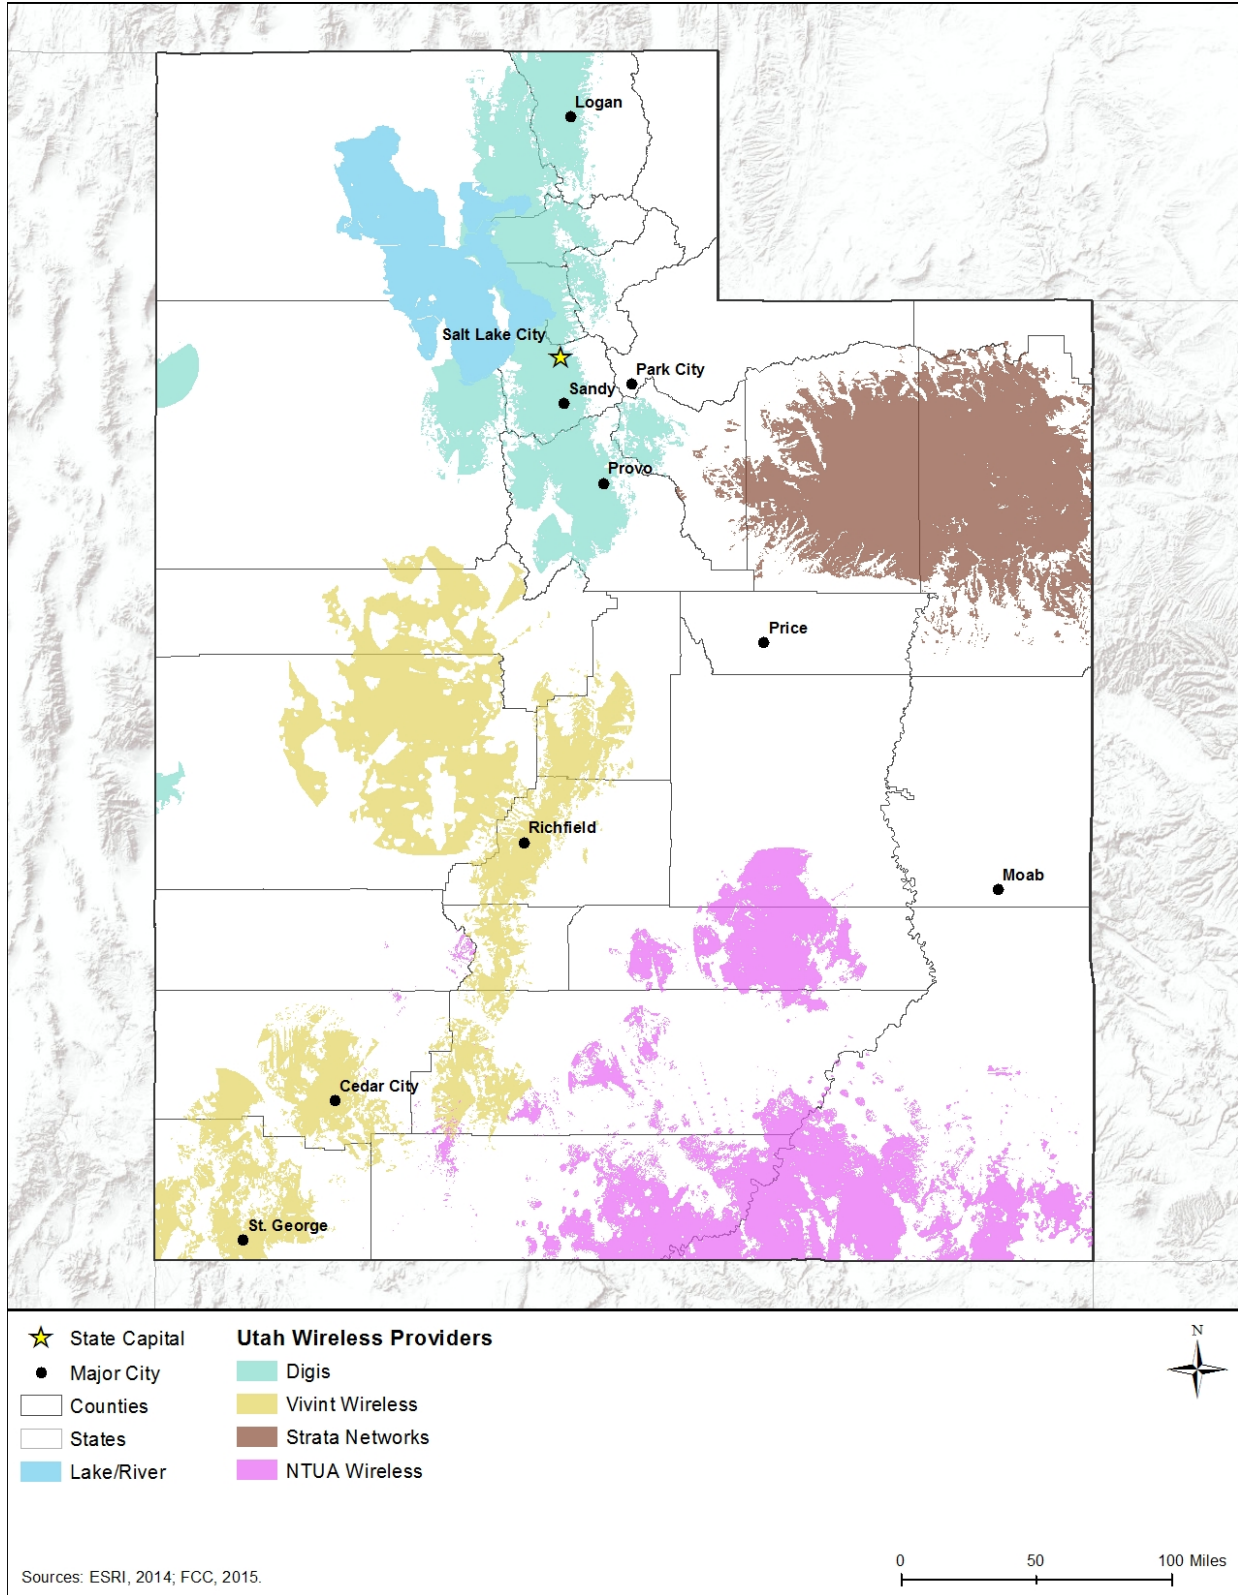 Logan
Salt Lake City
Park City
Sandy
Provo
Price
Richfield
Moab
Cedar City
St. George
State Capital
Major City
Counties
States
Lake/River
Utah Wireless Providers
Digis
Vivint Wireless
Strata Networks
NTUA Wireless
N
0 50 100 Miles
Sources: ESRI, 2014; FCC, 2015.